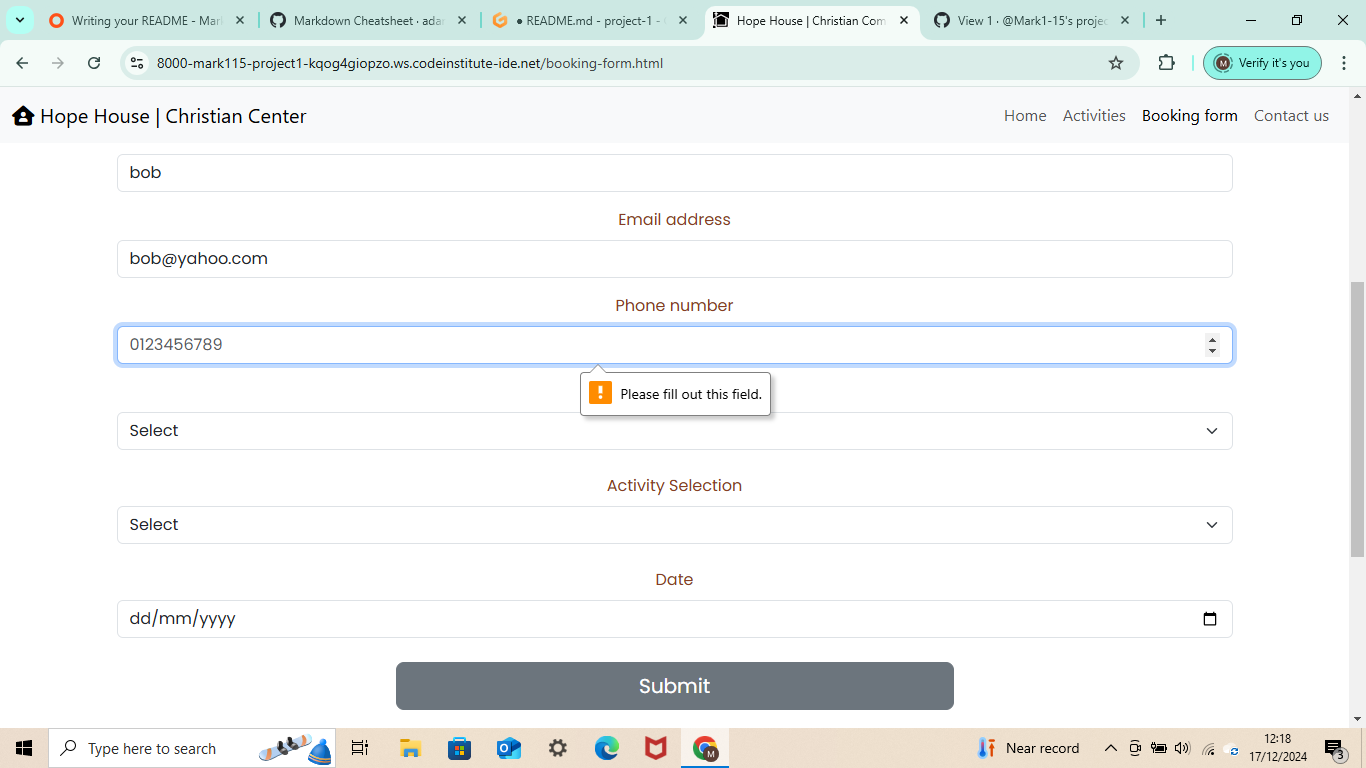 Writing your README - Mar
Markdown Cheatsheet · adar
● README.md - project-1 -
Hope House | Christian Com
View 1 · @Mark1-15's projec
8000-mark115-project1-kqog4giopzo.ws.codeinstitute-ide.net/booking-form.html
M
Verify it's you
Hope House | Christian Center
Home
Activities
Booking form
Contact us
bob
Email address
bob@yahoo.com
Phone number
0123456789
Please fill out this field.
Select
Activity Selection
Select
Date
dd/mm/yyyy
Submit
Type here to search
M
Near record
12:18
17/12/2024
3